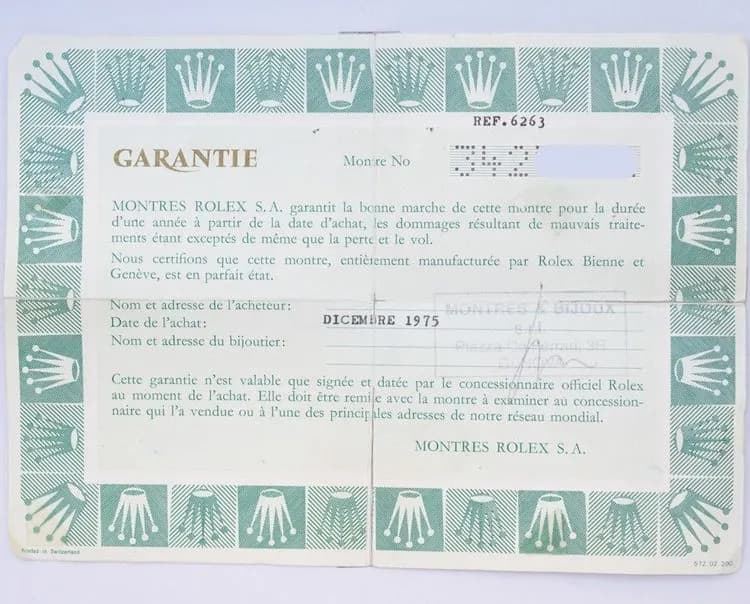 REF.6263
GARANTIE
Montre No
342
MONTRES ROLEX S.A. garantit la bonne marche de cette montre pour la durée
d'une année à partir de la date d'achat, les dommages résultant de mauvais traite-
ments étant exceptés de même que la perte et le vol.
Nous certifions que cette montre, entièrement manufacturée par Rolex Bienne et
Genève, est en parfait état.
Nom et adresse de l'acheteur:
Date de l'achat: DICEMBRE 1975
Nom et adresse du bijoutier:
MONTRES & BIJOUX
Piazza
Cette garantie n'est valable que signée et datée par le concessionnaire officiel Rolex
au moment de l'achat. Elle doit être remise avec la montre à examiner au concession-
naire qui l'a vendue ou à l'une des principales adresses de notre réseau mondial.
MONTRES ROLEX S.A.
Printed in Switzerland
572.02.200